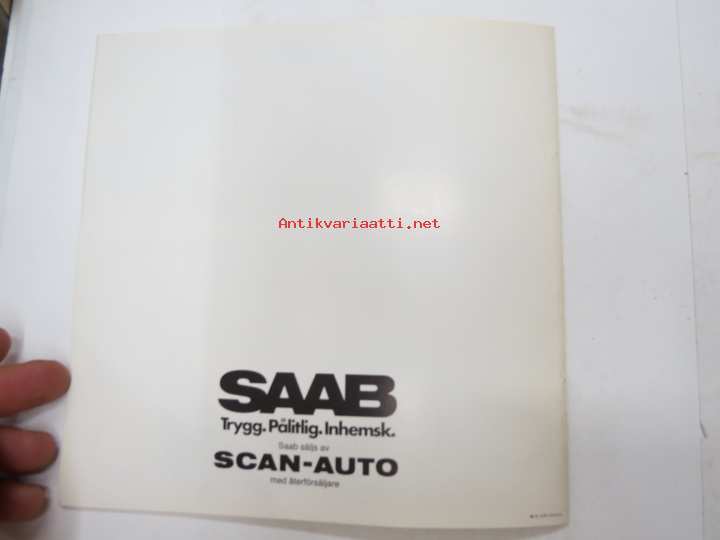 Antikvariaatti.net
SAAB
Trygg. Pålitlig. Inhemsk.
Saab säljs av
SCAN-AUTO
med återförsäljare